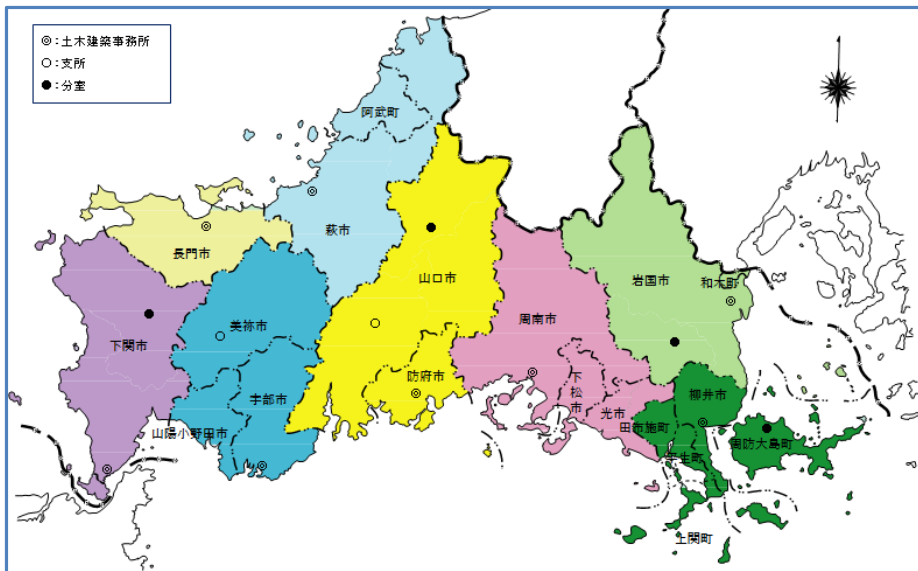 ◎：土木建築事務所
○：支所
●：分室
阿武町
萩市
長門市
山口市
岩国市
和木町
周南市
美祢市
下関市
防府市
下松市
柳井市
宇部市
光市
田布施町
山陽小野田市
周防大島町
平生町
上関町